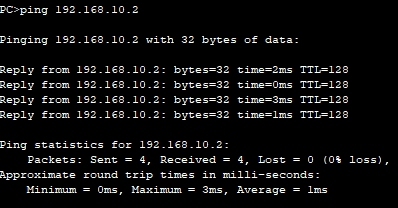 PC>ping 192.168.10.2
Pinging 192.168.10.2 with 32 bytes of data:
Reply from 192.168.10.2: bytes=32 time=2ms TTL=128
Reply from 192.168.10.2: bytes=32 time=0ms TTL=128
Reply from 192.168.10.2: bytes=32 time=3ms TTL=128
Reply from 192.168.10.2: bytes=32 time=1ms TTL=128
Ping statistics for 192.168.10.2:
Packets: Sent = 4, Received = 4, Lost = 0 (0% loss),
Approximate round trip times in milli-seconds:
Minimum = 0ms, Maximum = 3ms, Average = 1ms